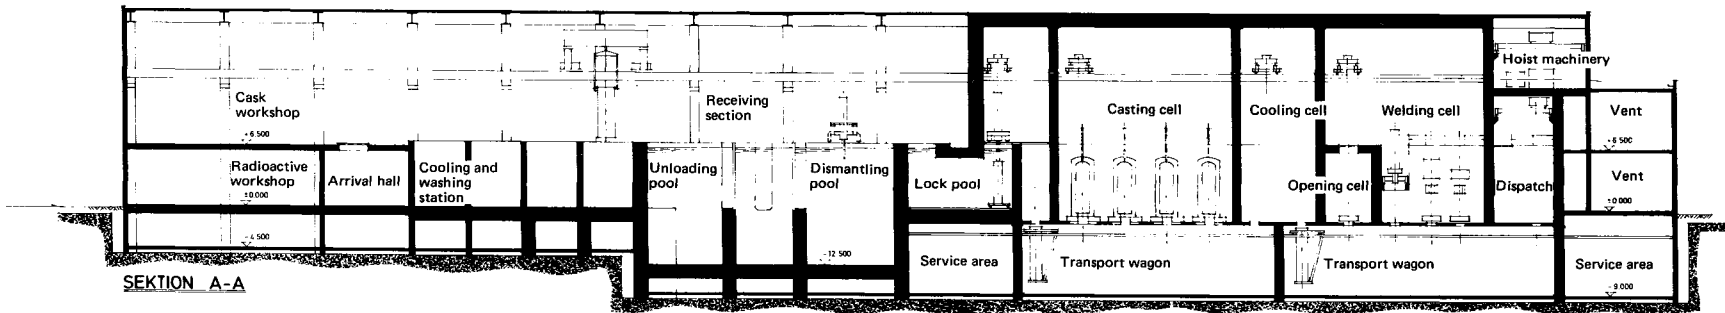 Hoist machinery
Cask
workshop
Receiving
section
Casting cell
Cooling cell
Welding cell
Vent
+6 500
+6 500
Radioactive
workshop
Arrival hall
Cooling and
washing
station
Unloading
pool
Dismantling
pool
Lock pool
Opening cell
Dispatch
Vent
±0 000
±0 000
-4 500
-12 500
Service area
Transport wagon
Transport wagon
Service area
-9 000
SEKTION A-A